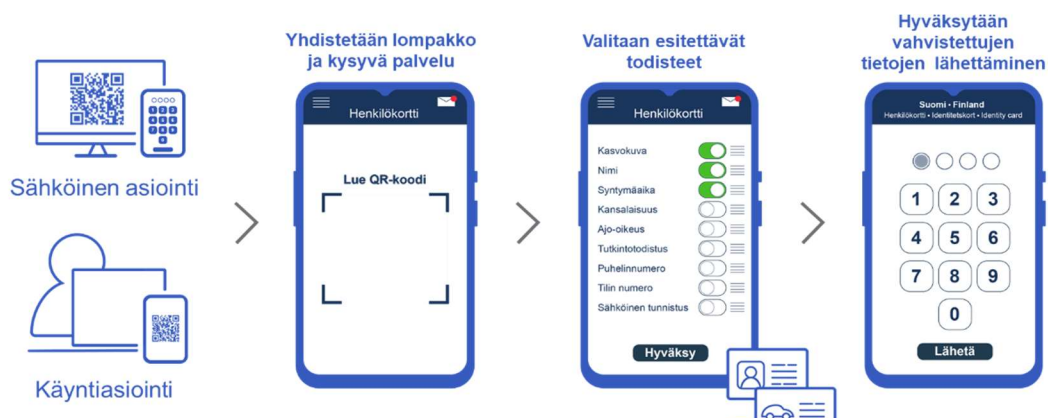 Sähköinen asiointi
Käyntiasiointi
Yhdistetään lompakko
ja kysyvä palvelu
Henkilökortti
Lue QR-koodi
Valitaan esitettävät
todisteet
Henkilökortti
Kasvokuva
Nimi
Syntymäaika
Kansalaisuus
Ajo-oikeus
Tutkintotodistus
Puhelinnumero
Tilin numero
Sähköinen tunnistus
Hyväksy
Hyväksytään
vahvistettujen
tietojen lähettäminen
Suomi • Finland
Henkilökortti • Identitetskort • Identity card
1 2 3
4 5 6
7 8 9
0
Lähetä